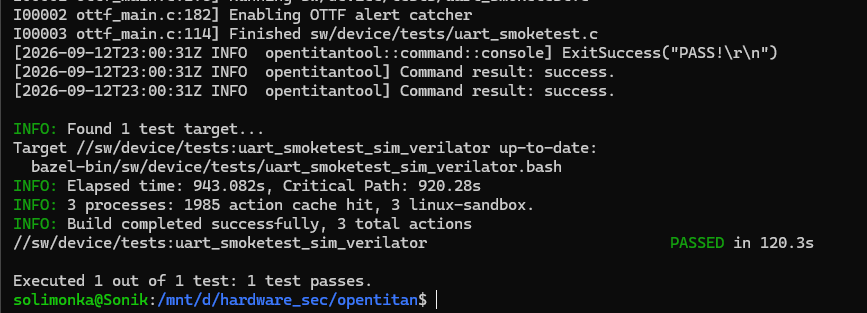 I00002 ottf_main.c:182] Enabling OTTF alert catcher
I00003 ottf_main.c:114] Finished sw/device/tests/uart_smoketest.c
[2026-09-12T23:00:31Z INFO  opentitantool::command::console] ExitSuccess("PASS!\r\n")
[2026-09-12T23:00:31Z INFO  opentitantool] Command result: success.
[2026-09-12T23:00:31Z INFO  opentitantool] Command result: success.
INFO: Found 1 test target...
Target //sw/device/tests:uart_smoketest_sim_verilator up-to-date:
  bazel-bin/sw/device/tests/uart_smoketest_sim_verilator.bash
INFO: Elapsed time: 943.082s, Critical Path: 920.28s
INFO: 3 processes: 1985 action cache hit, 3 linux-sandbox.
INFO: Build completed successfully, 3 total actions
//sw/device/tests:uart_smoketest_sim_verilator PASSED in 120.3s
Executed 1 out of 1 test: 1 test passes.
solimonka@Sonik:/mnt/d/hardware_sec/opentitan$